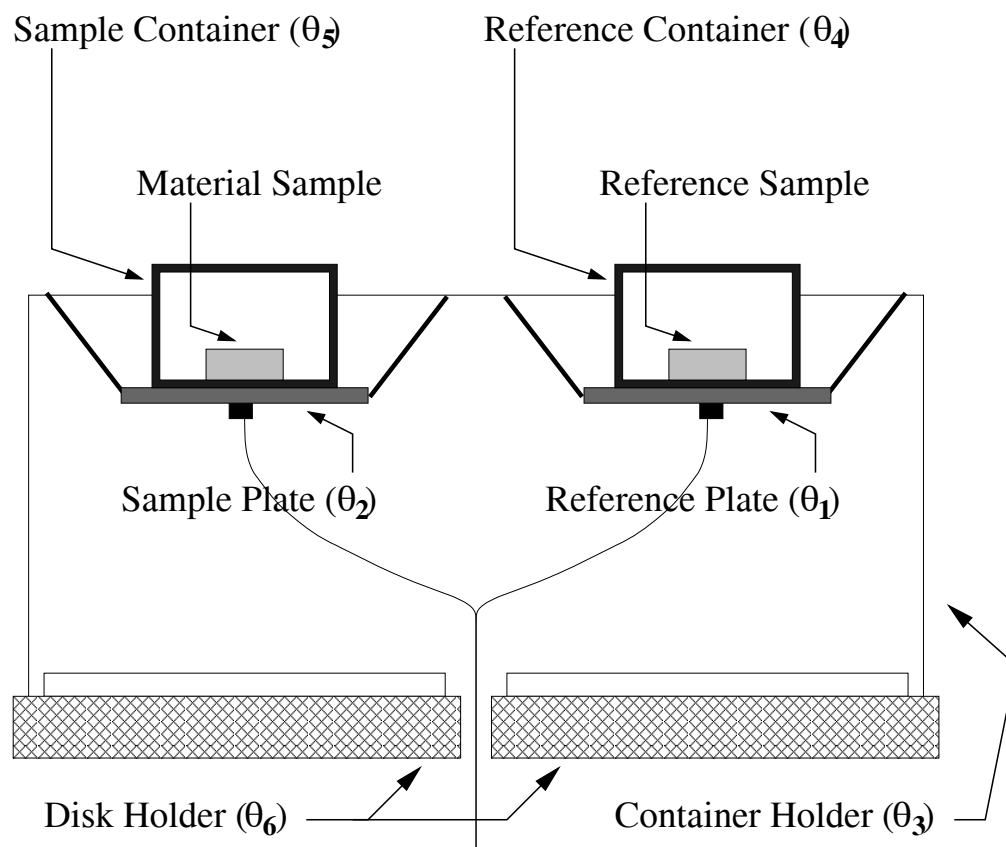 Sample Container (θ5)
Reference Container (θ4)
Material Sample
Reference Sample
Sample Plate (θ2)
Reference Plate (θ1)
Disk Holder (θ6)
Container Holder (θ3)